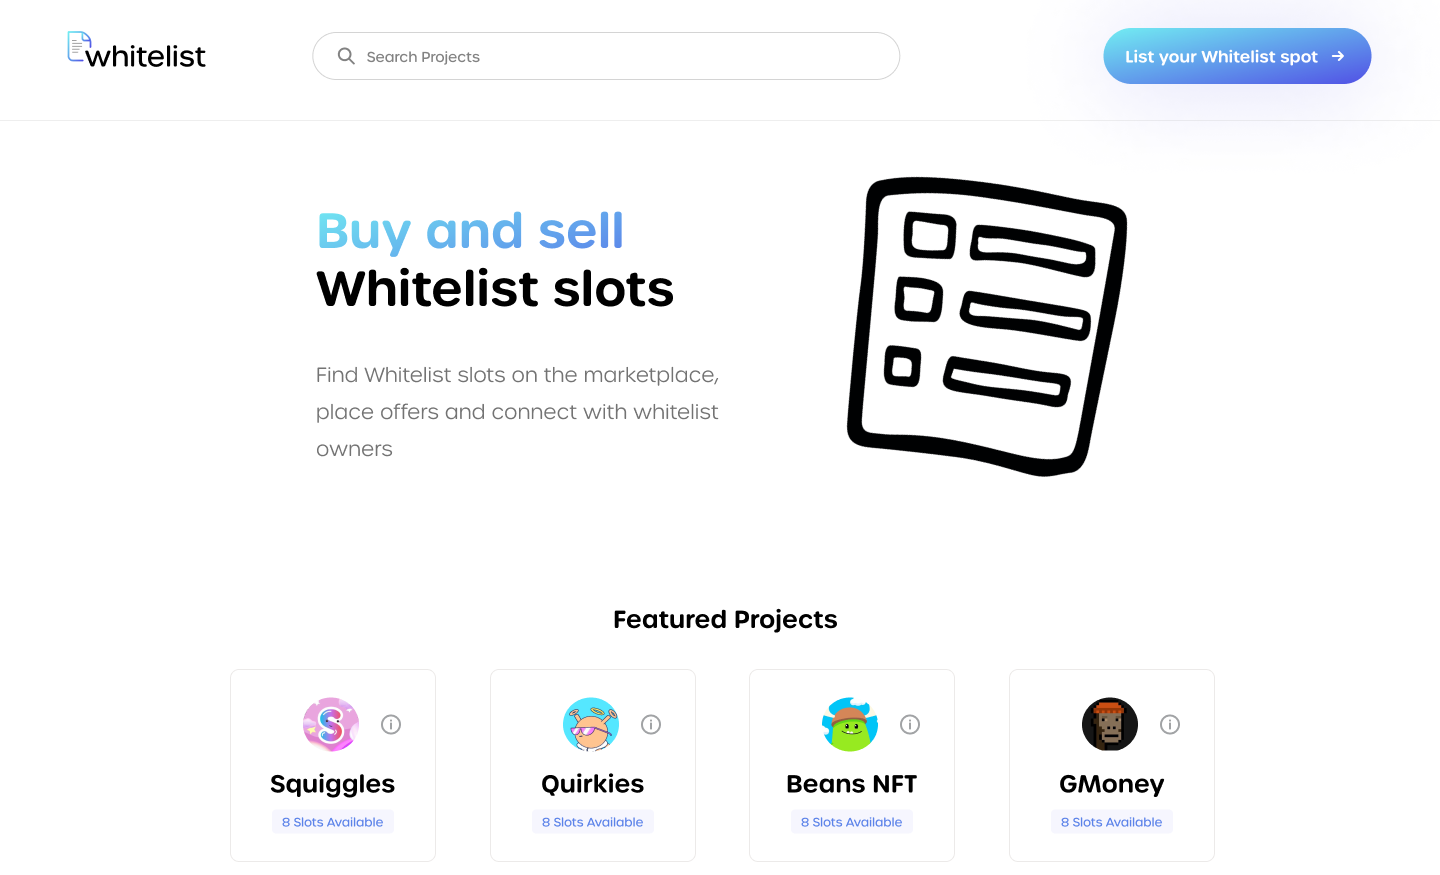 whitelist
Search Projects
List your Whitelist spot
Buy and sell
Whitelist slots
Find Whitelist slots on the marketplace,
place offers and connect with whitelist
owners
Featured Projects
S
Squiggles
8 Slots Available
Quirkies
8 Slots Available
Beans NFT
8 Slots Available
GMoney
8 Slots Available